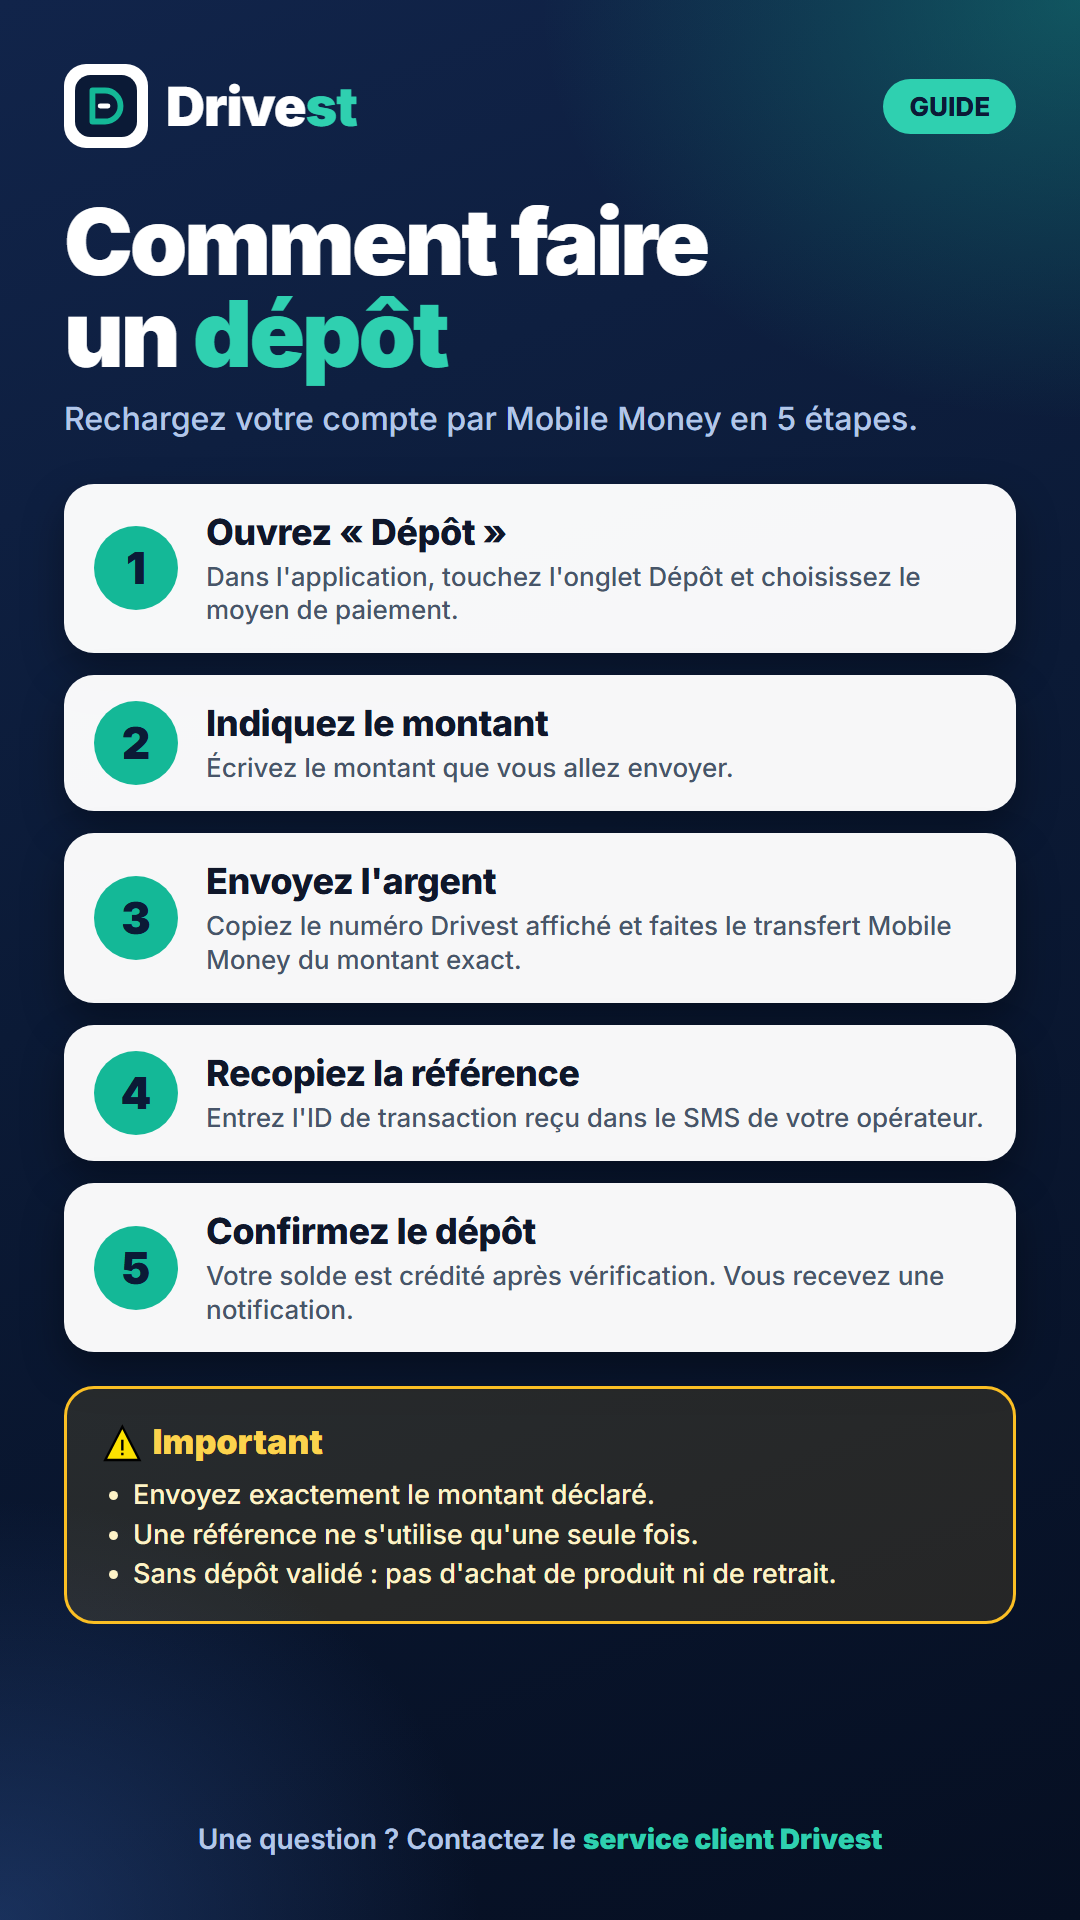 Drivest
GUIDE
Comment faire
un dépôt
Rechargez votre compte par Mobile Money en 5 étapes.
1
Ouvrez « Dépôt »
Dans l'application, touchez l'onglet Dépôt et choisissez le
moyen de paiement.
2
Indiquez le montant
Écrivez le montant que vous allez envoyer.
3
Envoyez l'argent
Copiez le numéro Drivest affiché et faites le transfert Mobile
Money du montant exact.
4
Recopiez la référence
Entrez l'ID de transaction reçu dans le SMS de votre opérateur.
5
Confirmez le dépôt
Votre solde est crédité après vérification. Vous recevez une
notification.
⚠ Important
• Envoyez exactement le montant déclaré.
• Une référence ne s'utilise qu'une seule fois.
• Sans dépôt validé : pas d'achat de produit ni de retrait.
Une question ? Contactez le service client Drivest